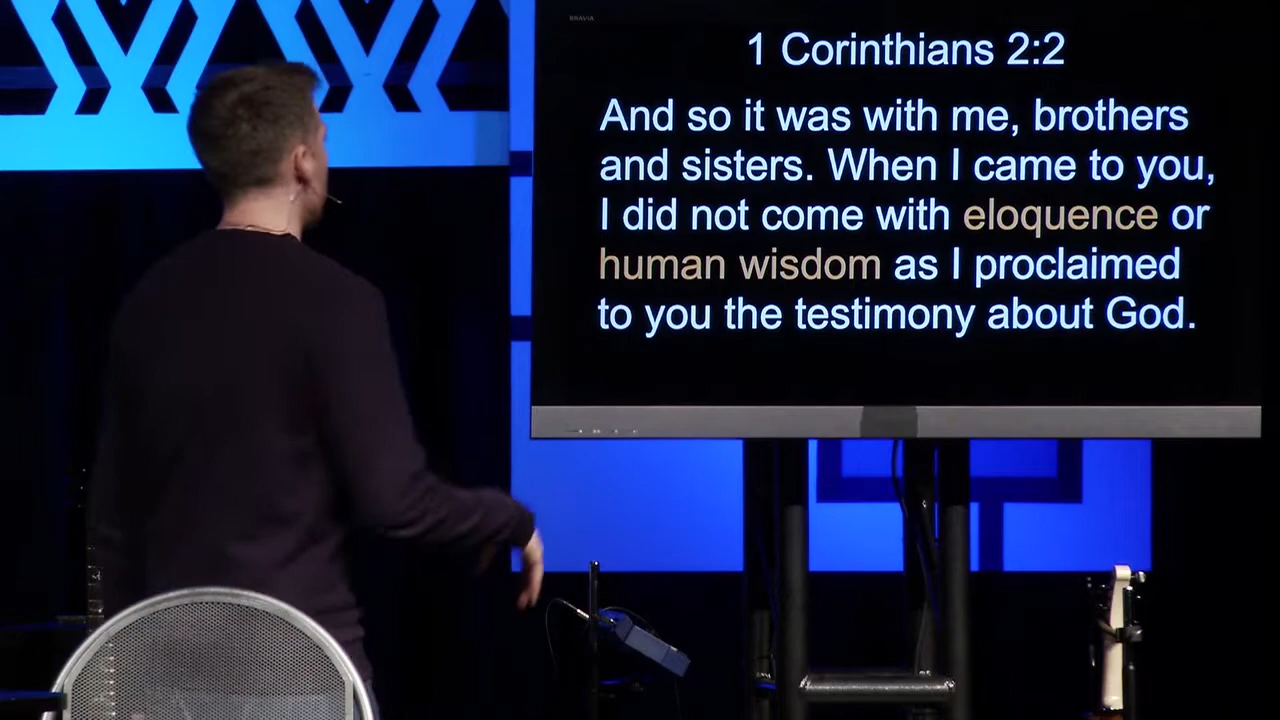 BRAVIA
1 Corinthians 2:2
And so it was with me, brothers
and sisters. When I came to you,
I did not come with eloquence or
human wisdom as I proclaimed
to you the testimony about God.